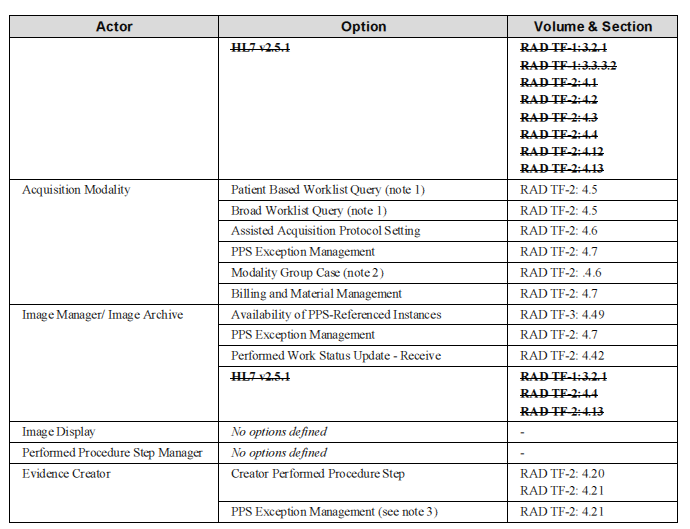 Actor Option Volume & Section
HL7 v2.5.1 RAD TF-1:3.2.1
RAD TF-1:3.3.3.2
RAD TF-2:4.1
RAD TF-2:4.2
RAD TF-2:4.3
RAD TF-2:4.4
RAD TF-2:4.12
RAD TF-2:4.13
Acquisition Modality Patient Based Worklist Query (note 1) RAD TF-2: 4.5
Broad Worklist Query (note 1) RAD TF-2: 4.5
Assisted Acquisition Protocol Setting RAD TF-2: 4.6
PPS Exception Management RAD TF-2: 4.7
Modality Group Case (note 2) RAD TF-2: .4.6
Billing and Material Management RAD TF-2: 4.7
Image Manager/ Image Archive Availability of PPS-Referenced Instances RAD TF-3: 4.49
PPS Exception Management RAD TF-2: 4.7
Performed Work Status Update - Receive RAD TF-2: 4.42
HL7 v2.5.1 RAD TF-1:3.2.1
RAD TF-2:4.4
RAD TF-2:4.13
Image Display No options defined -
Performed Procedure Step Manager No options defined -
Evidence Creator Creator Performed Procedure Step RAD TF-2: 4.20
RAD TF-2: 4.21
PPS Exception Management (see note 3) RAD TF-2: 4.21